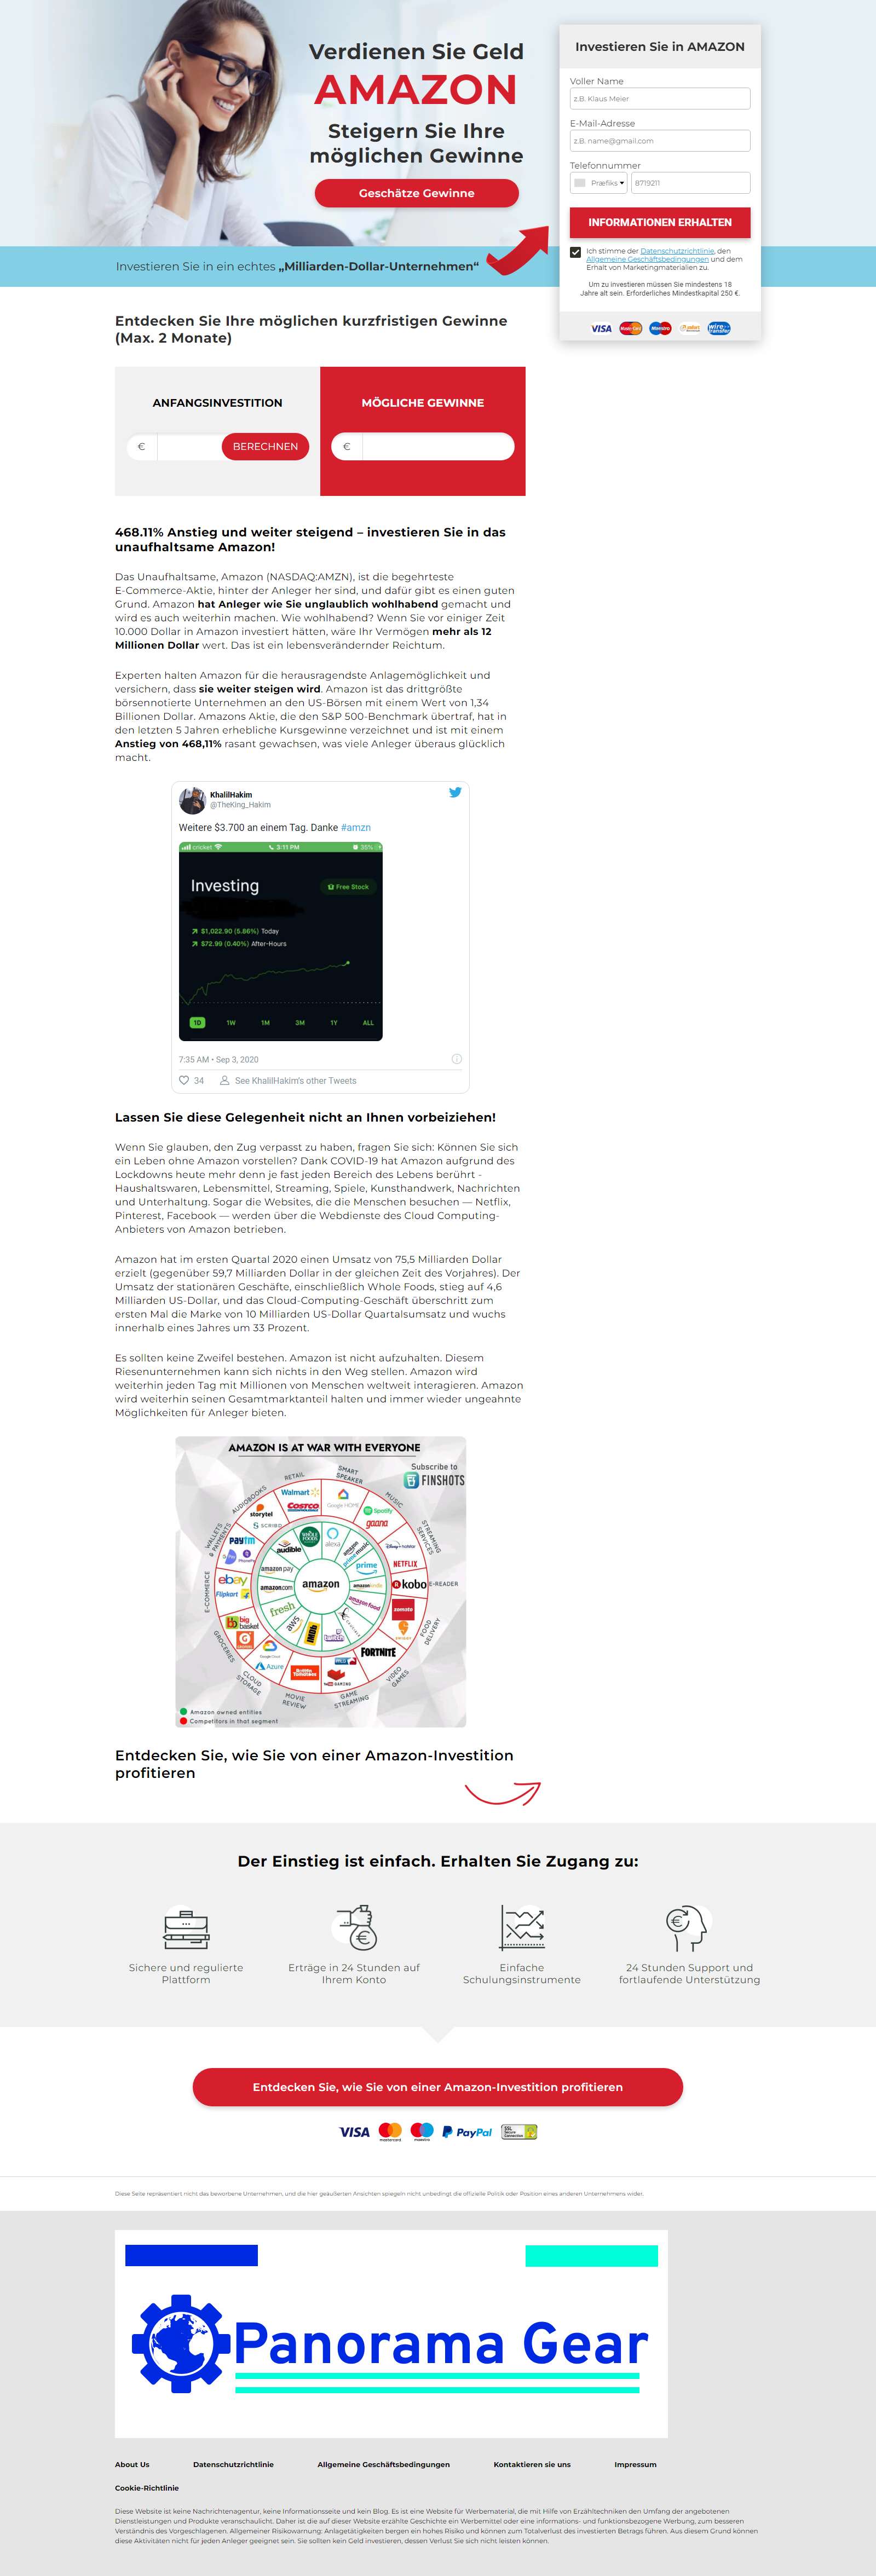 Verdienen Sie Geld
AMAZON
Steigern Sie Ihre
möglichen Gewinne
Geschätze Gewinne
Investieren Sie in ein echtes „Milliarden-Dollar-Unternehmen“
Investieren Sie in AMAZON
Voller Name
z.B. Klaus Meier
E-Mail-Adresse
z.B. name@gmail.com
Telefonnummer
Præfiks
8719211
INFORMATIONEN ERHALTEN
Ich stimme der Datenschutzrichtlinie, den
Allgemeine Geschäftsbedingungen und dem
Erhalt von Marketingmaterialien zu.
Um zu investieren müssen Sie mindestens 18
Jahre alt sein. Erforderliches Mindestkapital 250 €.
VISA MasterCard Maestro wire-transfer
Entdecken Sie Ihre möglichen kurzfristigen Gewinne
(Max. 2 Monate)
ANFANGSINVESTITION
€
BERECHNEN
MÖGLICHE GEWINNE
€
468.11% Anstieg und weiter steigend – investieren Sie in das
unaufhaltsame Amazon!
Das Unaufhaltsame, Amazon (NASDAQ:AMZN), ist die begehrteste
E-Commerce-Aktie, hinter der Anleger her sind, und dafür gibt es einen guten
Grund. Amazon hat Anleger wie Sie unglaublich wohlhabend gemacht und
wird es auch weiterhin machen. Wie wohlhabend? Wenn Sie vor einiger Zeit
10.000 Dollar in Amazon investiert hätten, wäre Ihr Vermögen mehr als 12
Millionen Dollar wert. Das ist ein lebensverändernder Reichtum.
Experten halten Amazon für die herausragendste Anlagemöglichkeit und
versichern, dass sie weiter steigen wird. Amazon ist das drittgrößte
börsennotierte Unternehmen an den US-Börsen mit einem Wert von 1,34
Billionen Dollar. Amazons Aktie, die den S&P 500-Benchmark übertraf, hat in
den letzten 5 Jahren erhebliche Kursgewinne verzeichnet und ist mit einem
Anstieg von 468,11% rasant gewachsen, was viele Anleger überaus glücklich
macht.
KhalilHakim
@TheKing_Hakim
Weitere $3.700 an einem Tag. Danke #amzn
cricket 3:11 PM 35%
Investing
Free Stock
$1,022.90 (5.86%) Today
$72.99 (0.40%) After-Hours
1D 1W 1M 3M 1Y ALL
7:35 AM • Sep 3, 2020
34 See KhalilHakim's other Tweets
Lassen Sie diese Gelegenheit nicht an Ihnen vorbeiziehen!
Wenn Sie glauben, den Zug verpasst zu haben, fragen Sie sich: Können Sie sich
ein Leben ohne Amazon vorstellen? Dank COVID-19 hat Amazon aufgrund des
Lockdowns heute mehr denn je fast jeden Bereich des Lebens berührt -
Haushaltswaren, Lebensmittel, Streaming, Spiele, Kunsthandwerk, Nachrichten
und Unterhaltung. Sogar die Websites, die die Menschen besuchen — Netflix,
Pinterest, Facebook — werden über die Webdienste des Cloud Computing-
Anbieters von Amazon betrieben.
Amazon hat im ersten Quartal 2020 einen Umsatz von 75,5 Milliarden Dollar
erzielt (gegenüber 59,7 Milliarden Dollar in der gleichen Zeit des Vorjahres). Der
Umsatz der stationären Geschäfte, einschließlich Whole Foods, stieg auf 4,6
Milliarden US-Dollar, und das Cloud-Computing-Geschäft überschritt zum
ersten Mal die Marke von 10 Milliarden US-Dollar Quartalsumsatz und wuchs
innerhalb eines Jahres um 33 Prozent.
Es sollten keine Zweifel bestehen. Amazon ist nicht aufzuhalten. Diesem
Riesenunternehmen kann sich nichts in den Weg stellen. Amazon wird
weiterhin jeden Tag mit Millionen von Menschen weltweit interagieren. Amazon
wird weiterhin seinen Gesamtmarktanteil halten und immer wieder ungeahnte
Möglichkeiten für Anleger bieten.
AMAZON IS AT WAR WITH EVERYONE
Subscribe to
FINSHOTS
RETAIL
SMART SPEAKER
MUSIC
STREAMING SERVICES
E-READER
FOOD DELIVERY
VIDEO GAMES
GAME STREAMING
MOVIE REVIEW
CLOUD STORAGE
GROCERIES
E-COMMERCE
WALLETS & PAYMENTS
AUDIOBOOKS
Walmart
COSTCO
Google HOME
Spotify
gaana
Disney+ hotstar
NETFLIX
kobo
zomato
FORTNITE
YouTube GAMING
Rotten Tomatoes
Google Cloud
Azure
big basket
ebay
Flipkart
paytm
PhonePe
storytel
SCRIBD
WHOLE FOODS
alexa
amazon music
prime
amazon kindle
amazon food
twitch
IMDb
aws
fresh
amazon.com
amazon pay
audible
amazon
Amazon owned entities
Competitors in that segment
Entdecken Sie, wie Sie von einer Amazon-Investition
profitieren
Der Einstieg ist einfach. Erhalten Sie Zugang zu:
Sichere und regulierte
Plattform
Erträge in 24 Stunden auf
Ihrem Konto
Einfache
Schulungsinstrumente
24 Stunden Support und
fortlaufende Unterstützung
Entdecken Sie, wie Sie von einer Amazon-Investition profitieren
VISA mastercard maestro PayPal SSL Secure Connection
Diese Seite repräsentiert nicht das beworbene Unternehmen, und die hier geäußerten Ansichten spiegeln nicht unbedingt die offizielle Politik oder Position eines anderen Unternehmens wider.
Panorama Gear
About Us Datenschutzrichtlinie Allgemeine Geschäftsbedingungen Kontaktieren sie uns Impressum
Cookie-Richtlinie
Diese Website ist keine Nachrichtenagentur, keine Informationsseite und kein Blog. Es ist eine Website für Werbematerial, die mit Hilfe von Erzähltechniken den Umfang der angebotenen
Dienstleistungen und Produkte veranschaulicht. Daher ist die auf dieser Website erzählte Geschichte ein Werbemittel oder eine informations- und funktionsbezogene Werbung, zum besseren
Verständnis des Vorgeschlagenen. Allgemeiner Risikowarnung: Anlagetätigkeiten bergen ein hohes Risiko und können zum Totalverlust des investierten Betrags führen. Aus diesem Grund können
diese Aktivitäten nicht für jeden Anleger geeignet sein. Sie sollten kein Geld investieren, dessen Verlust Sie sich nicht leisten können.